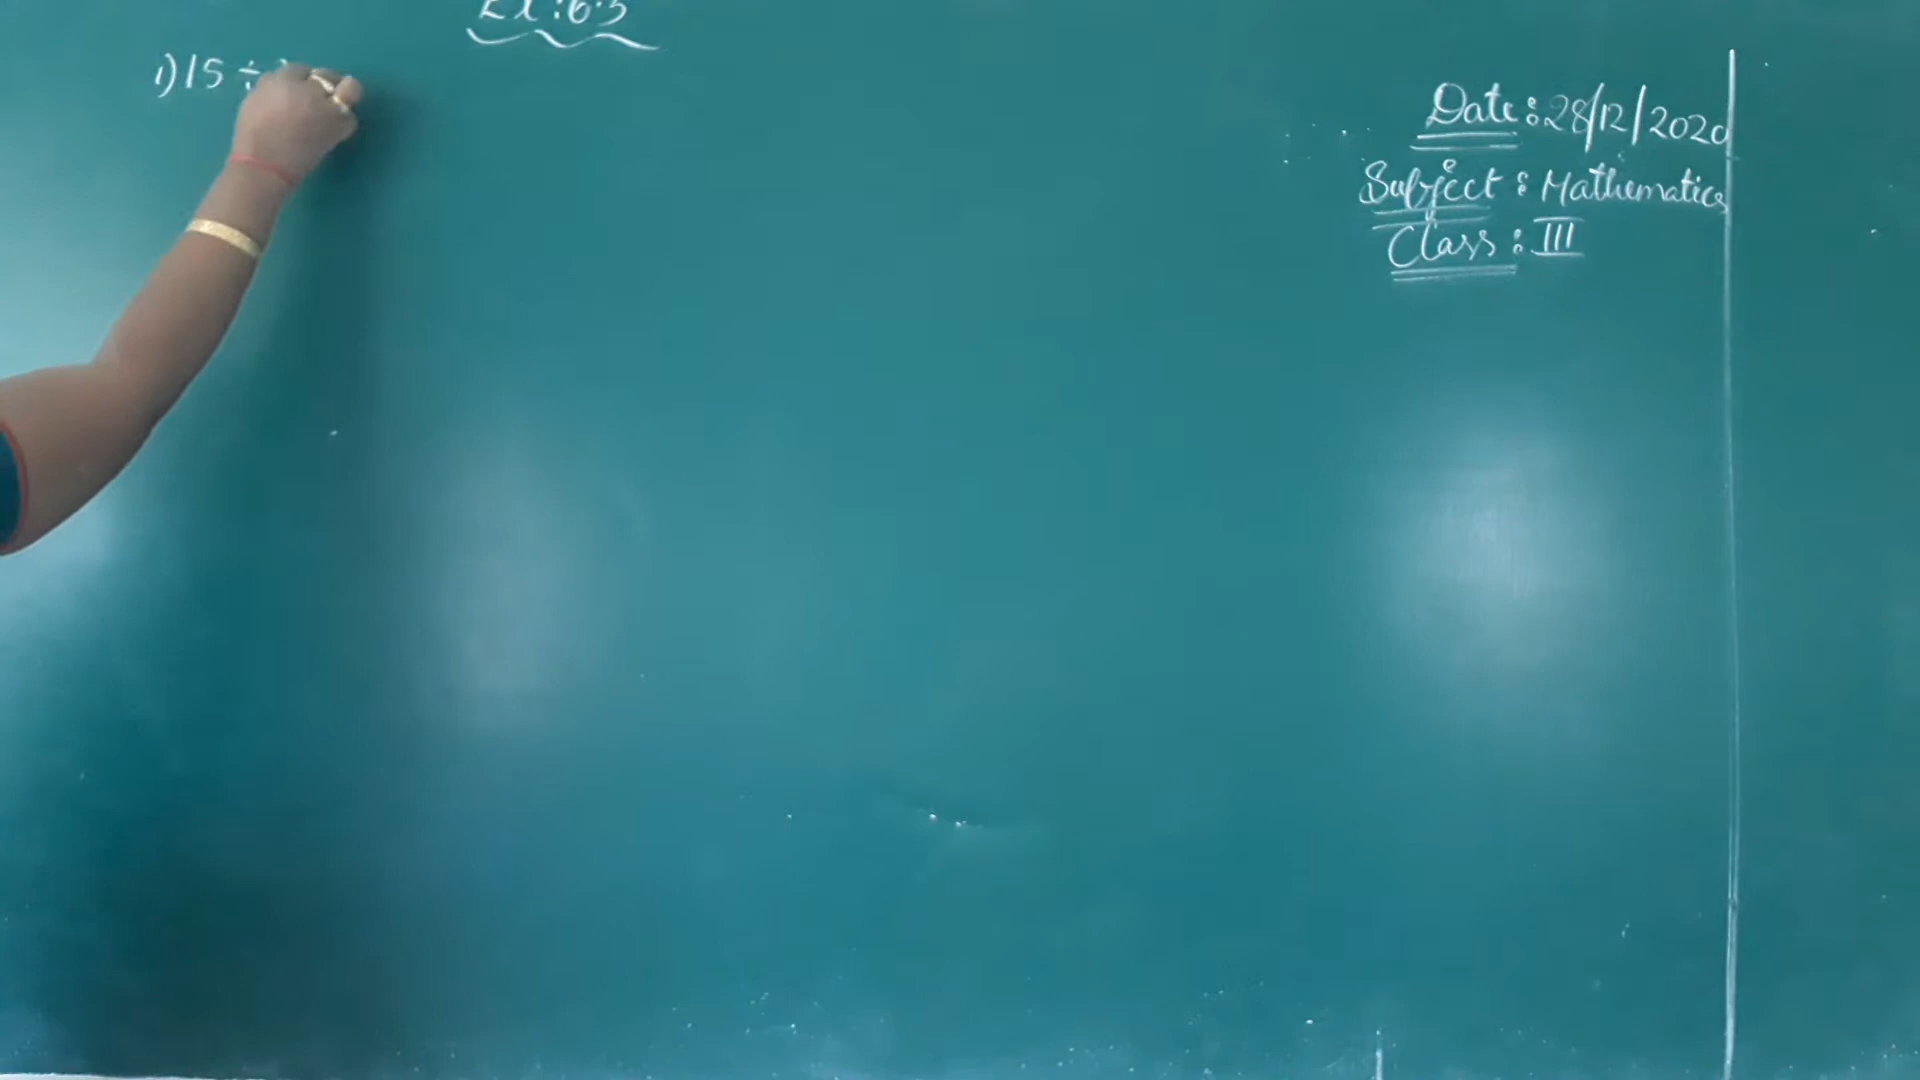 Ex:6.3
1) 15 ÷
Date: 28/12/2020
Subject: Mathematics
Class: III